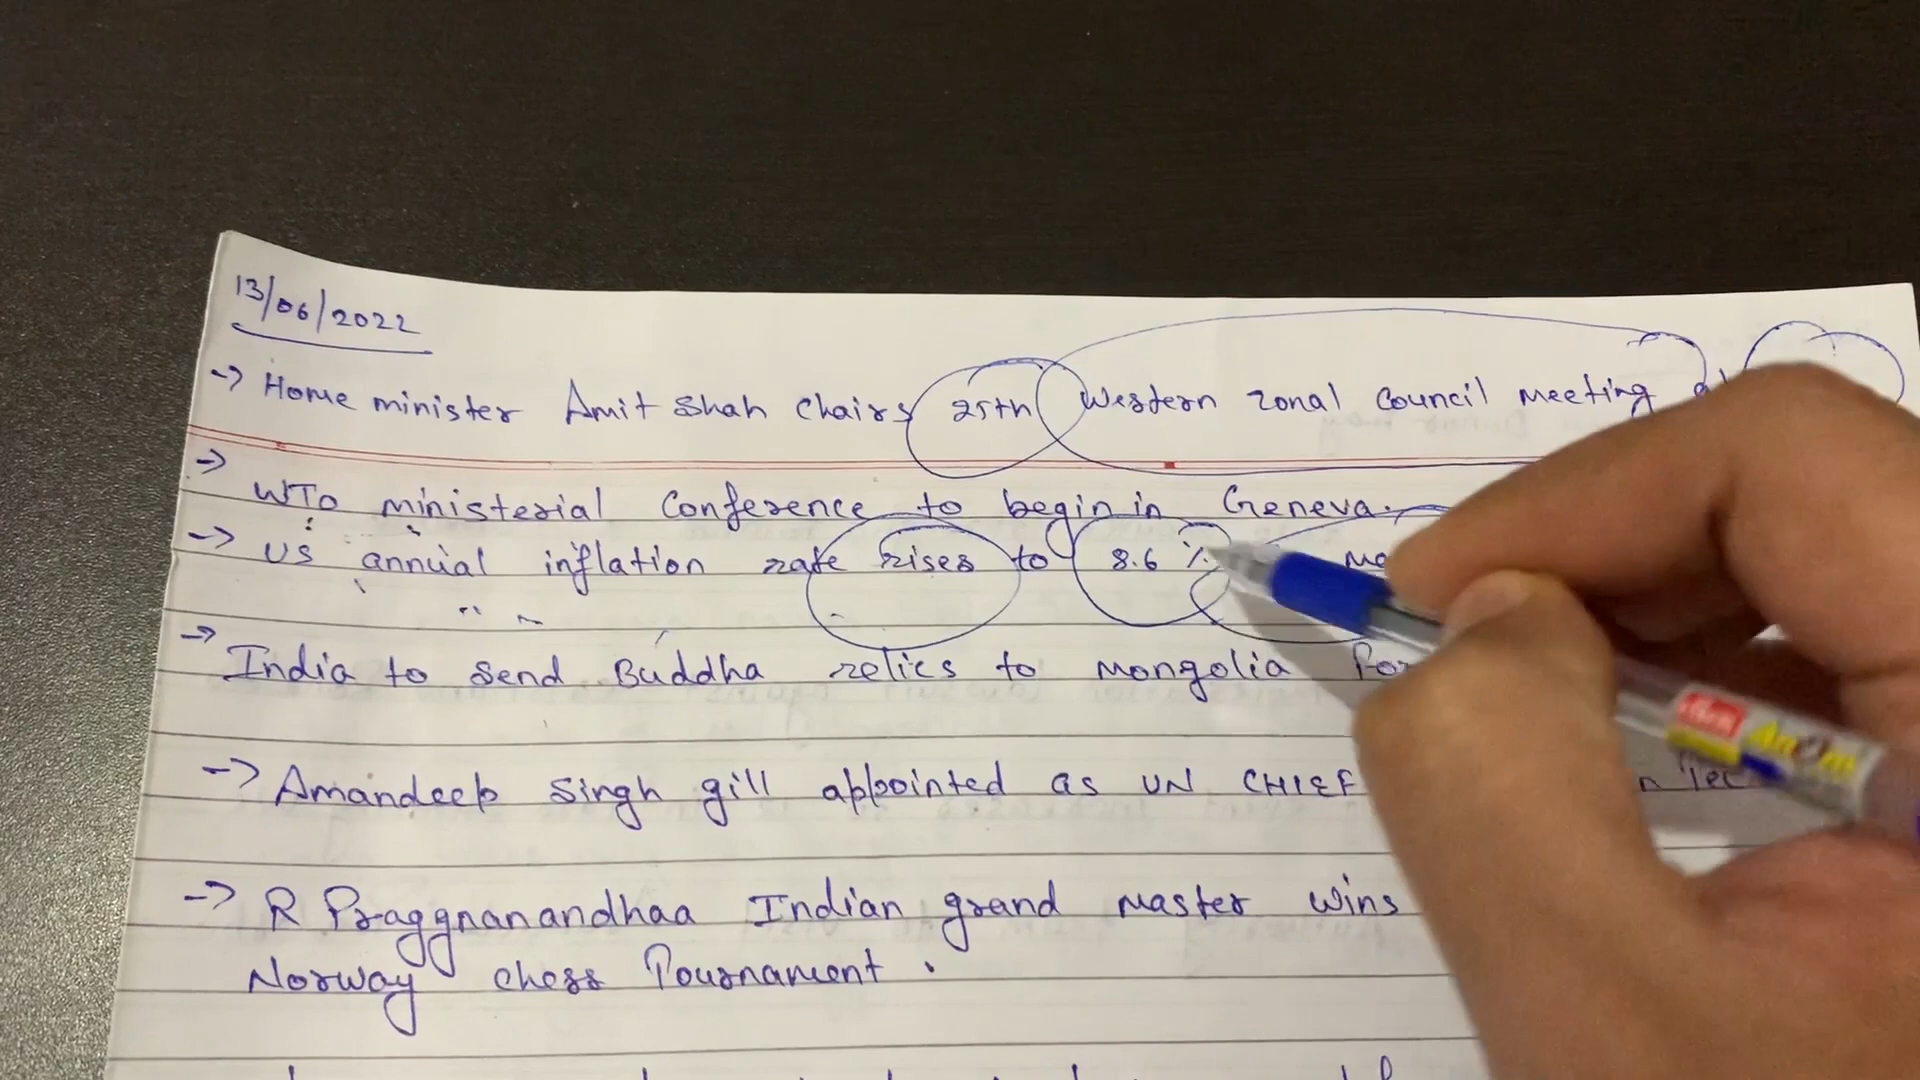 13/06/2022
-> Home minister Amit Shah Chairs 25th Western zonal Council Meeting
-> WTO ministerial Conference to begin in Geneva.
-> US annual inflation rate rises to 8.6 %
-> India to send Buddha relics to Mongolia for
-> Amandeep Singh gill appointed as UN CHIEF
-> R Praggnanandhaa Indian grand Master wins
Norway chess Tournament.